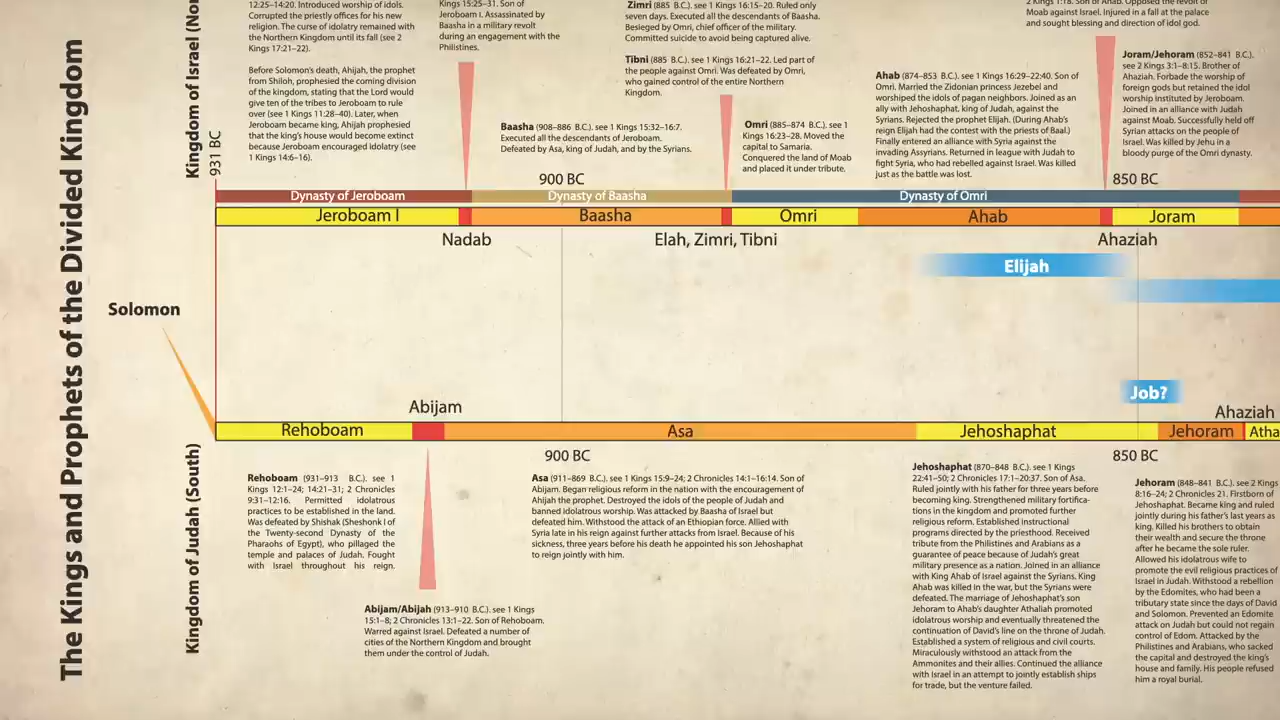 The Kings and Prophets of the Divided Kingdom
Kingdom of Israel (Nor
12:25–14:20. Introduced worship of idols.
Corrupted the priestly offices for his new
religion. The curse of idolatry remained with
the Northern Kingdom until its fall (see 2
Kings 17:21–22).
Before Solomon's death, Ahijah, the prophet
from Shiloh, prophesied the coming division
of the kingdom, stating that the Lord would
give ten of the tribes to Jeroboam to rule
over (see 1 Kings 11:28–40). Later, when
Jeroboam became king, Ahijah prophesied
that the king's house would become extinct
because Jeroboam encouraged idolatry (see
1 Kings 14:6–16).
Kings 15:25–31. Son of
Jeroboam I. Assassinated by
Baasha in a military revolt
during an engagement with the
Philistines.
Baasha (908–886 B.C.). see 1 Kings 15:32–16:7.
Executed all the descendants of Jeroboam.
Defeated by Asa, king of Judah, and by the Syrians.
Zimri (885 B.C.). see 1 Kings 16:15–20. Ruled only
seven days. Executed all the descendants of Baasha.
Besieged by Omri, chief officer of the military.
Committed suicide to avoid being captured alive.
Tibni (885 B.C.). see 1 Kings 16:21–22. Led part of
the people against Omri. Was defeated by Omri,
who gained control of the entire Northern
Kingdom.
Omri (885–874 B.C.). see 1
Kings 16:23–28. Moved the
capital to Samaria.
Conquered the land of Moab
and placed it under tribute.
Ahab (874–853 B.C.). see 1 Kings 16:29–22:40. Son of
Omri. Married the Zidonian princess Jezebel and
worshiped the idols of pagan neighbors. Joined as an
ally with Jehoshaphat, king of Judah, against the
Syrians. Rejected the prophet Elijah. (During Ahab's
reign Elijah had the contest with the priests of Baal.)
Finally entered an alliance with Syria against the
invading Assyrians. Returned in league with Judah to
fight Syria, who had rebelled against Israel. Was killed
just as the battle was lost.
2 Kings 1:18. Son of Ahab. Opposed the revolt of
Moab against Israel. Injured in a fall at the palace
and sought blessing and direction of idol god.
Joram/Jehoram (852–841 B.C.).
see 2 Kings 3:1–8:15. Brother of
Ahaziah. Forbade the worship of
foreign gods but retained the idol
worship instituted by Jeroboam.
Joined in an alliance with Judah
against Moab. Successfully held off
Syrian attacks on the people of
Israel. Was killed by Jehu in a
bloody purge of the Omri dynasty.
931 BC
900 BC
850 BC
Dynasty of Jeroboam
Dynasty of Baasha
Dynasty of Omri
Jeroboam I
Baasha
Omri
Ahab
Joram
Nadab
Elah, Zimri, Tibni
Ahaziah
Elijah
Solomon
Job?
Abijam
Ahaziah
Rehoboam
Asa
Jehoshaphat
Jehoram
Atha
900 BC
850 BC
Kingdom of Judah (South)
Rehoboam (931–913 B.C.). see 1
Kings 12:1–24; 14:21–31; 2 Chronicles
9:31–12:16. Permitted idolatrous
practices to be established in the land.
Was defeated by Shishak (Sheshonk I of
the Twenty-second Dynasty of the
Pharaohs of Egypt), who pillaged the
temple and palaces of Judah. Fought
with Israel throughout his reign.
Abijam/Abijah (913–910 B.C.). see 1 Kings
15:1–8; 2 Chronicles 13:1–22. Son of Rehoboam.
Warred against Israel. Defeated a number of
cities of the Northern Kingdom and brought
them under the control of Judah.
Asa (911–869 B.C.). see 1 Kings 15:9–24; 2 Chronicles 14:1–16:14. Son of
Abijam. Began religious reform in the nation with the encouragement of
Ahijah the prophet. Destroyed the idols of the people of Judah and
banned idolatrous worship. Was attacked by Baasha of Israel but
defeated him. Withstood the attack of an Ethiopian force. Allied with
Syria late in his reign against further attacks from Israel. Because of his
sickness, three years before his death he appointed his son Jehoshaphat
to reign jointly with him.
Jehoshaphat (870–848 B.C.). see 1 Kings
22:41–50; 2 Chronicles 17:1–20:37. Son of Asa.
Ruled jointly with his father for three years before
becoming king. Strengthened military fortifica-
tions in the kingdom and promoted further
religious reform. Established instructional
programs directed by the priesthood. Received
tribute from the Philistines and Arabians as a
guarantee of peace because of Judah's great
military presence as a nation. Joined in an alliance
with King Ahab of Israel against the Syrians. King
Ahab was killed in the war, but the Syrians were
defeated. The marriage of Jehoshaphat's son
Jehoram to Ahab's daughter Athaliah promoted
idolatrous worship and eventually threatened the
continuation of David's line on the throne of Judah.
Established a system of religious and civil courts.
Miraculously withstood an attack from the
Ammonites and their allies. Continued the alliance
with Israel in an attempt to jointly establish ships
for trade, but the venture failed.
Jehoram (848–841 B.C.). see 2 Kings
8:16–24; 2 Chronicles 21. Firstborn of
Jehoshaphat. Became king and ruled
jointly during his father's last years as
king. Killed his brothers to obtain
their wealth and secure the throne
after he became the sole ruler.
Allowed his idolatrous wife to
promote the evil religious practices of
Israel in Judah. Withstood a rebellion
by the Edomites, who had been a
tributary state since the days of David
and Solomon. Prevented an Edomite
attack on Judah but could not regain
control of Edom. Attacked by the
Philistines and Arabians, who sacked
the capital and destroyed the king's
house and family. His people refused
him a royal burial.